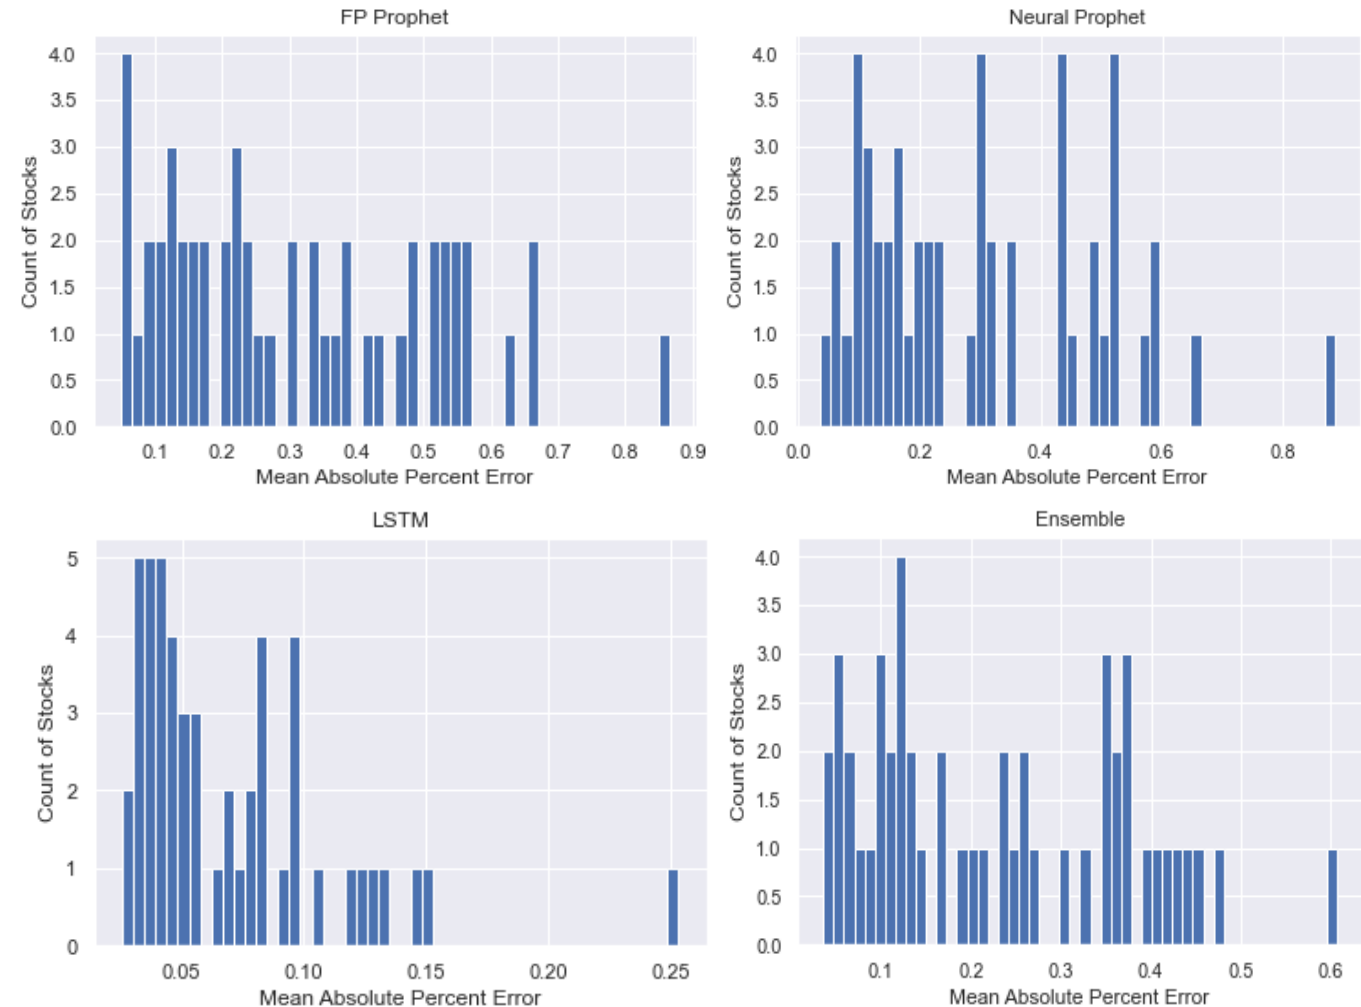 FP Prophet
Neural Prophet
Count of Stocks
4.0
3.5
3.0
2.5
2.0
1.5
1.0
0.5
0.0
0.1 0.2 0.3 0.4 0.5 0.6 0.7 0.8 0.9
Mean Absolute Percent Error
Count of Stocks
4.0
3.5
3.0
2.5
2.0
1.5
1.0
0.5
0.0
0.0 0.2 0.4 0.6 0.8
Mean Absolute Percent Error
LSTM
Ensemble
Count of Stocks
5
4
3
2
1
0
0.05 0.10 0.15 0.20 0.25
Mean Absolute Percent Error
Count of Stocks
4.0
3.5
3.0
2.5
2.0
1.5
1.0
0.5
0.0
0.1 0.2 0.3 0.4 0.5 0.6
Mean Absolute Percent Error